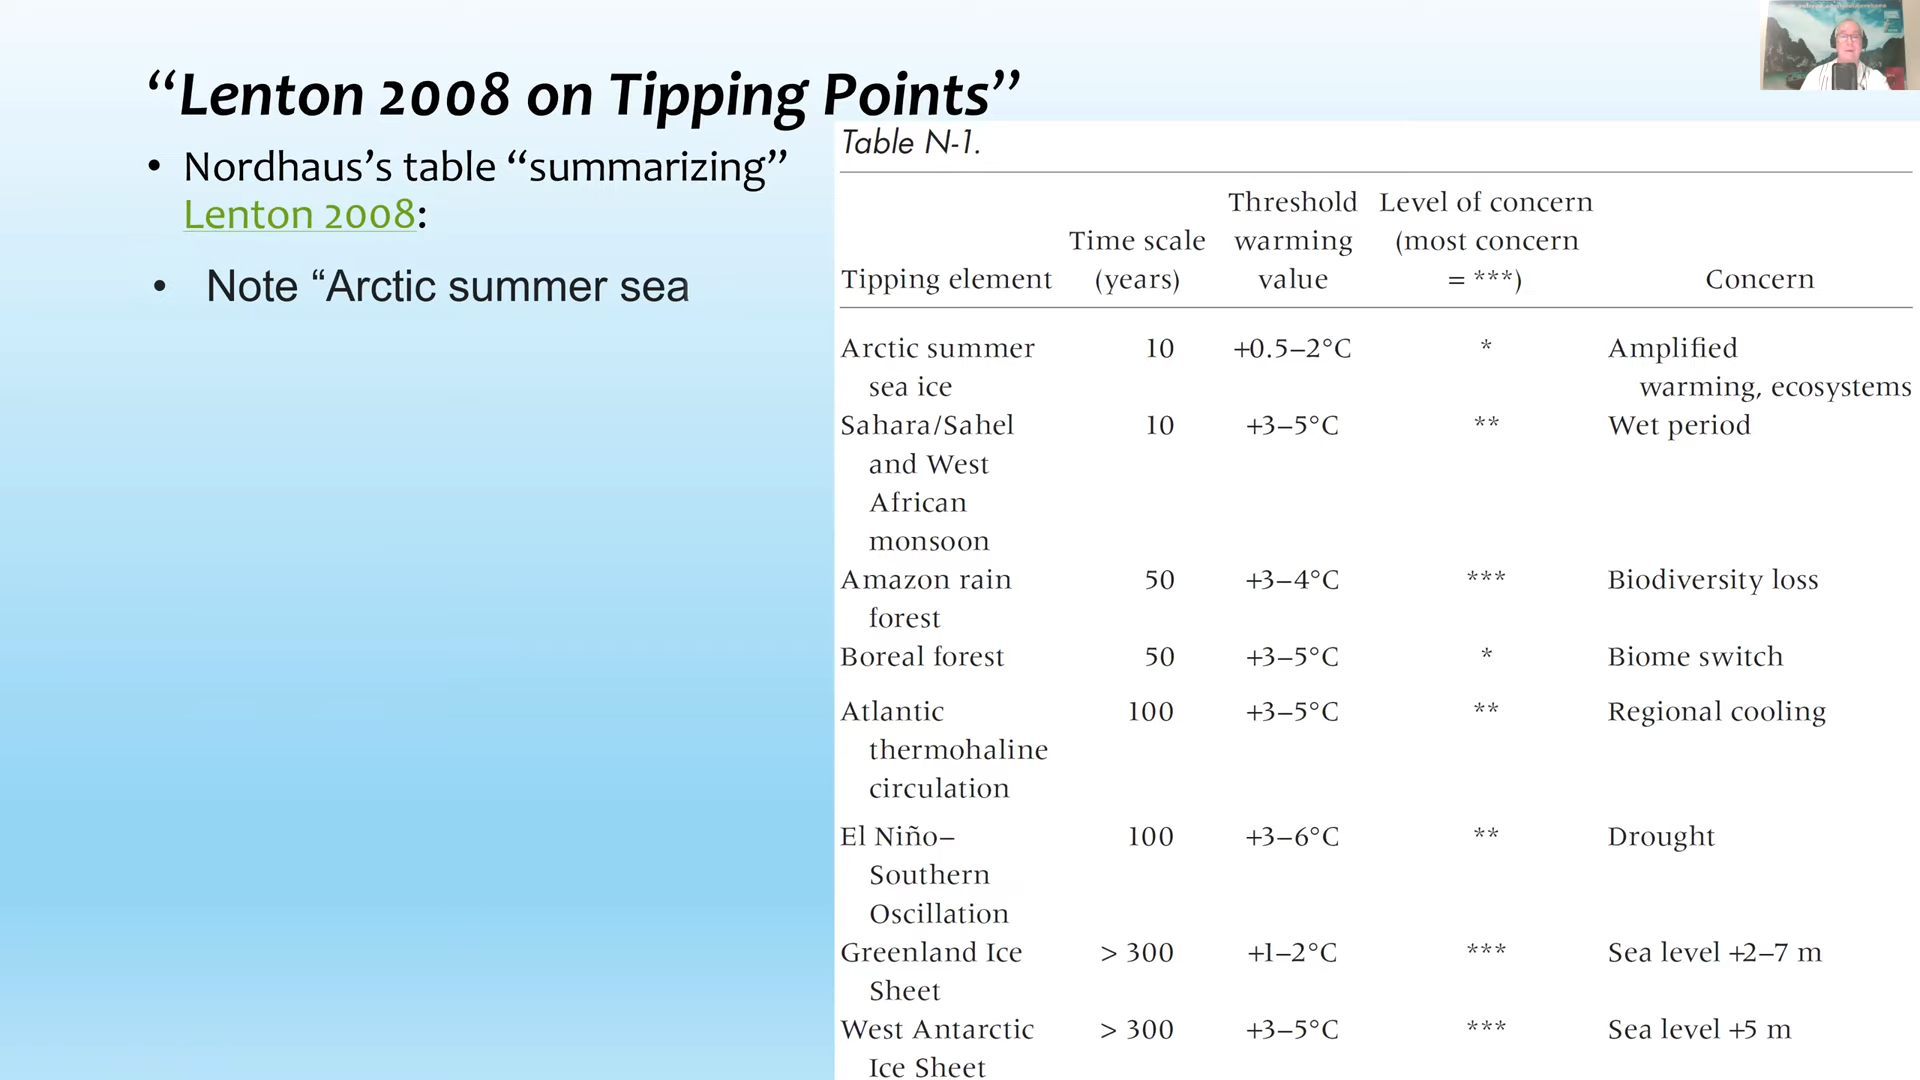 “Lenton 2008 on Tipping Points”
• Nordhaus’s table “summarizing”
Lenton 2008:
• Note “Arctic summer sea
Table N-1.
Threshold Level of concern
Time scale warming (most concern
Tipping element (years) value = ***) Concern
Arctic summer 10 +0.5–2°C * Amplified
sea ice warming, ecosystems
Sahara/Sahel 10 +3–5°C ** Wet period
and West
African
monsoon
Amazon rain 50 +3–4°C *** Biodiversity loss
forest
Boreal forest 50 +3–5°C * Biome switch
Atlantic 100 +3–5°C ** Regional cooling
thermohaline
circulation
El Niño– 100 +3–6°C ** Drought
Southern
Oscillation
Greenland Ice > 300 +1–2°C *** Sea level +2–7 m
Sheet
West Antarctic > 300 +3–5°C *** Sea level +5 m
Ice Sheet